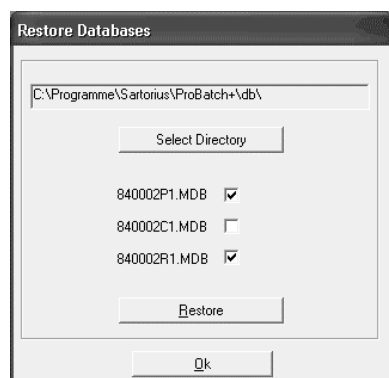 Restore Databases
C:\Programme\Sartorius\ProBatch+\db\
Select Directory
840002P1.MDB
840002C1.MDB
840002R1.MDB
Restore
Ok